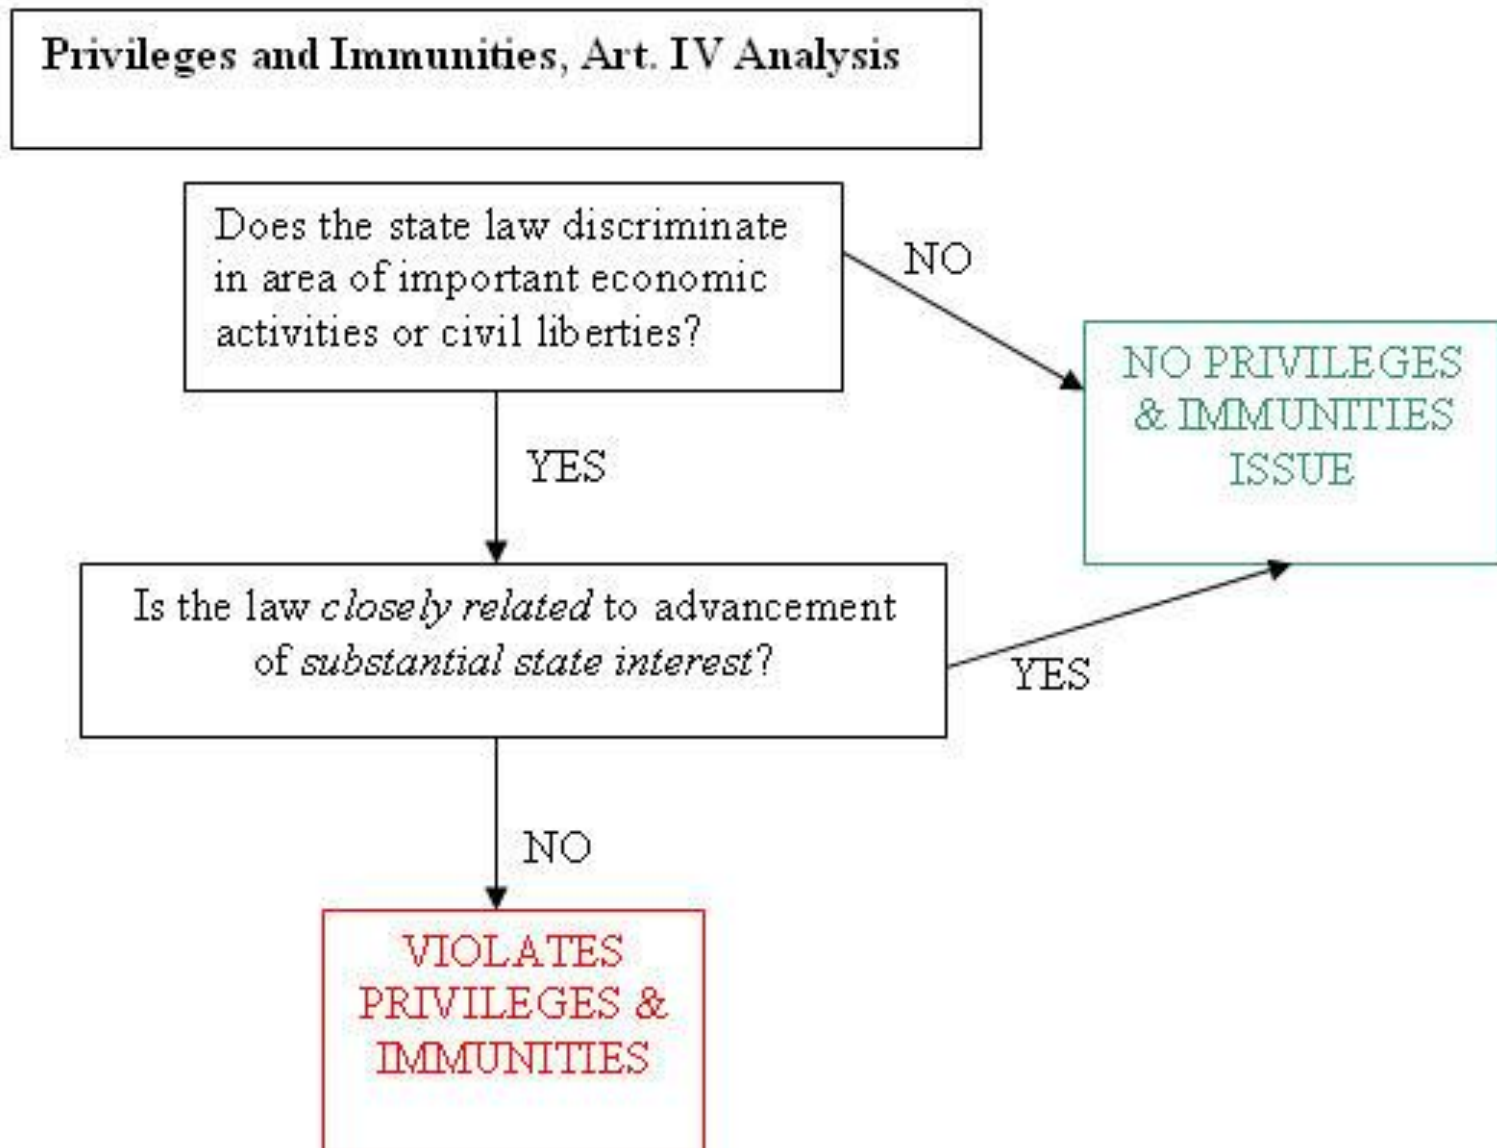 Privileges and Immunities, Art. IV Analysis
Does the state law discriminate
in area of important economic
activities or civil liberties?
NO
NO PRIVILEGES
& IMMUNITIES
ISSUE
YES
Is the law closely related to advancement
of substantial state interest?
YES
NO
VIOLATES
PRIVILEGES &
IMMUNITIES